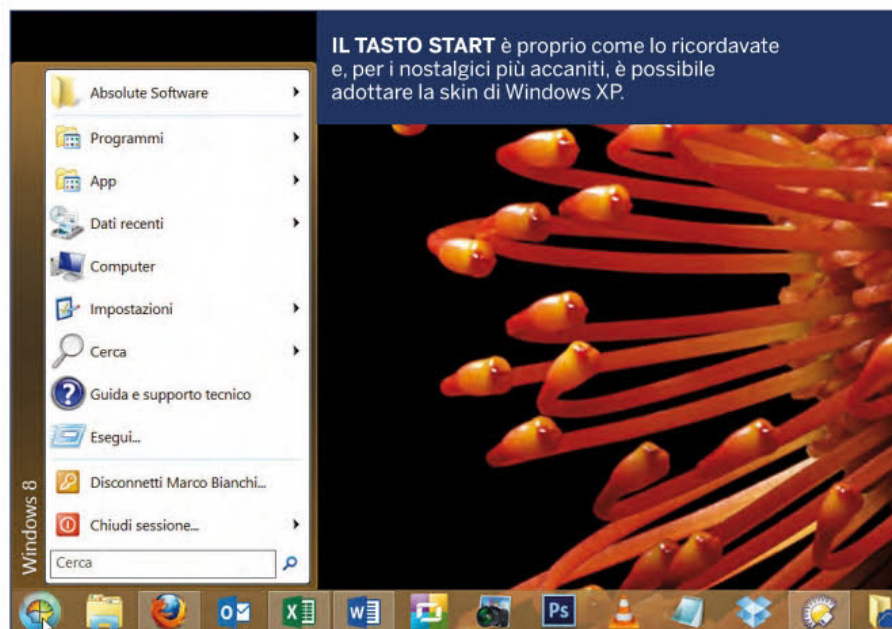 IL TASTO START è proprio come lo ricordavate
e, per i nostalgici più accaniti, è possibile
adottare la skin di Windows XP.
Absolute Software
Programmi
App
Dati recenti
Computer
Impostazioni
Cerca
Guida e supporto tecnico
Esegui...
Disconnetti Marco Bianchi...
Chiudi sessione...
Cerca
Windows 8
Ps